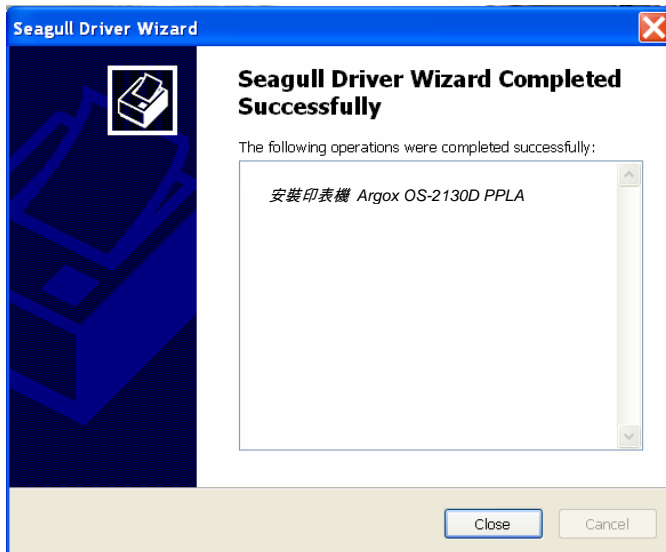 Seagull Driver Wizard
Seagull Driver Wizard Completed
Successfully
The following operations were completed successfully:
安裝印表機 Argox OS-2130D PPLA
Close
Cancel